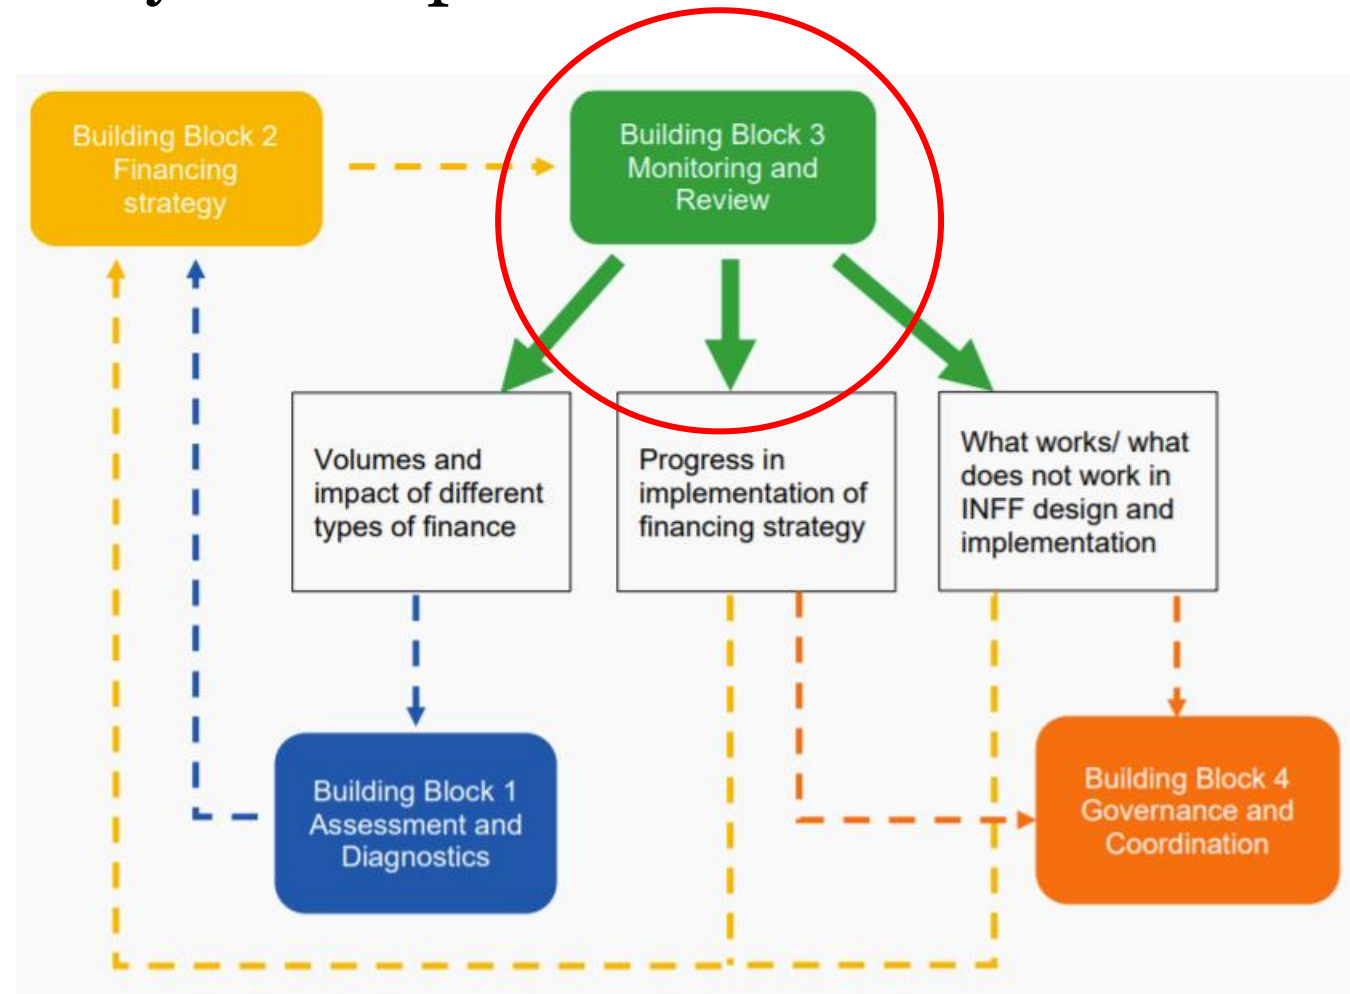 Building Block 2
Financing
strategy
Building Block 3
Monitoring and
Review
Volumes and
impact of different
types of finance
Progress in
implementation of
financing strategy
What works/ what
does not work in
INFF design and
implementation
Building Block 1
Assessment and
Diagnostics
Building Block 4
Governance and
Coordination